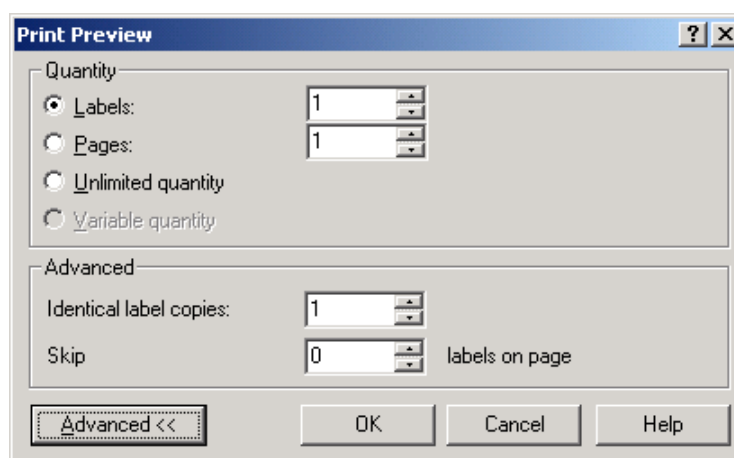 Print Preview
Quantity
Labels: 1
Pages: 1
Unlimited quantity
Variable quantity
Advanced
Identical label copies: 1
Skip 0 labels on page
Advanced << OK Cancel Help